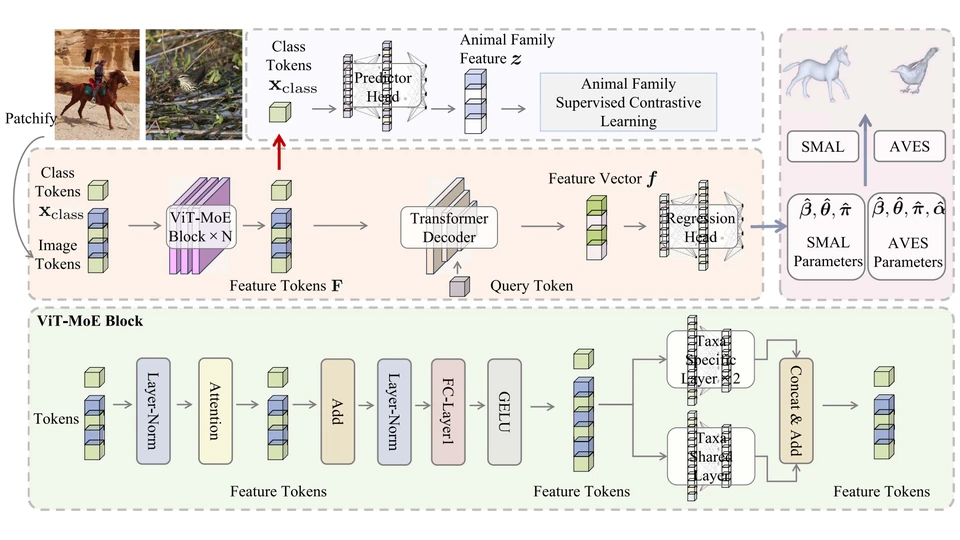 Patchify
Class
Tokens
x_class
Predictor
Head
Animal Family
Feature z
Animal Family
Supervised Contrastive
Learning
Class
Tokens
x_class
Image
Tokens
ViT-MoE
Block × N
Feature Tokens F
Transformer
Decoder
Query Token
Feature Vector f
Regression
Head
SMAL
AVES
β̂, θ̂, π̂
SMAL
Parameters
β̂, θ̂, π̂, α̂
AVES
Parameters
ViT-MoE Block
Tokens
Layer-Norm
Attention
Feature Tokens
Add
Layer-Norm
FC-Layer1
GELU
Feature Tokens
Taxa
Specific
Layer ×2
Taxa
Shared
Layer
Concat & Add
Feature Tokens